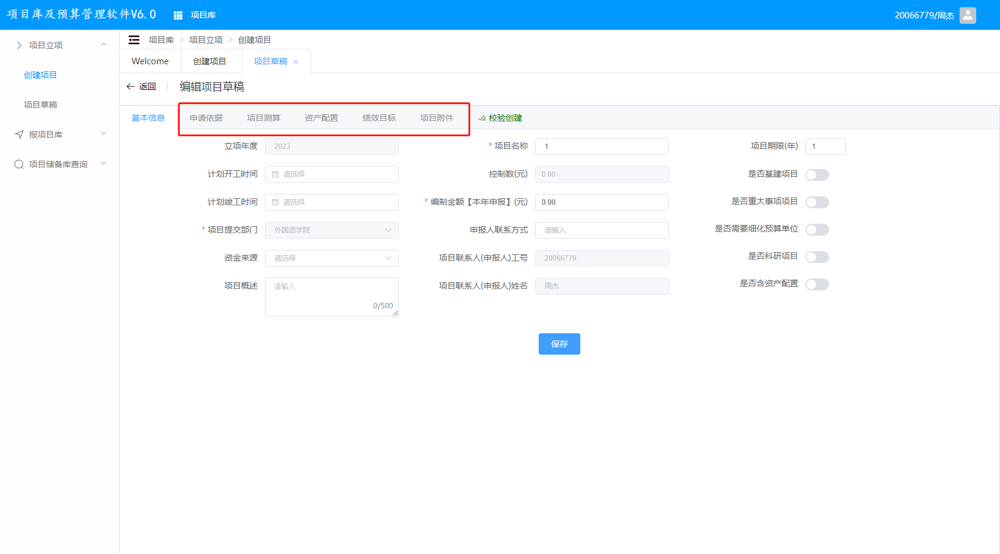 项目库及预算管理软件V6.0 项目库 20066779/周杰
项目立项
创建项目
项目草稿
报项目库
项目储备库查询
项目库 项目立项 创建项目
Welcome 创建项目 项目草稿 ×
返回 编辑项目草稿
基本信息 申请依据 项目测算 资产配置 绩效目标 项目附件 校验创建
立项年度 2023 * 项目名称 1 项目期限(年) 1
计划开工时间 请选择 控制数(元) 0.00 是否基建项目
计划竣工时间 请选择 * 编制金额【本年申报】(元) 0.00 是否重大事项项目
* 项目提交部门 外国语学院 申报人联系方式 请输入 是否需要细化预算单位
资金来源 请选择 项目联系人(申报人)工号 20066779 是否科研项目
项目概述 请输入 项目联系人(申报人)姓名 周杰 是否含资产配置
0/500
保存